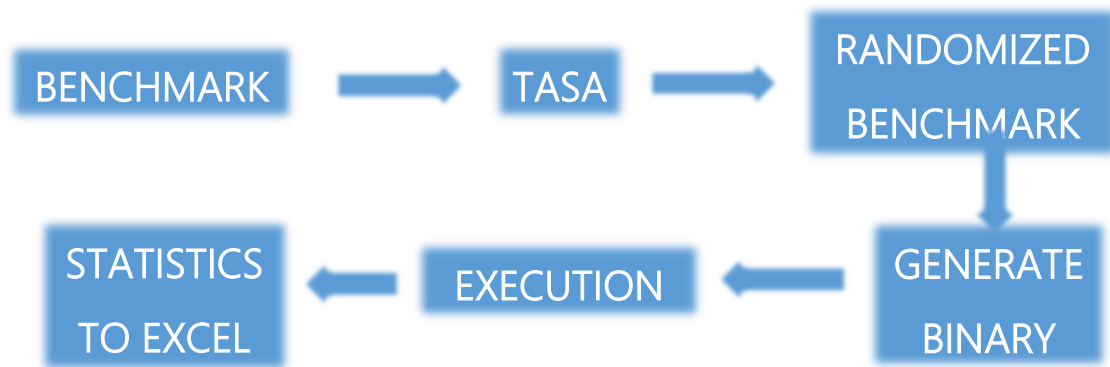 BENCHMARK
TASA
RANDOMIZED
BENCHMARK
GENERATE
BINARY
EXECUTION
STATISTICS
TO EXCEL